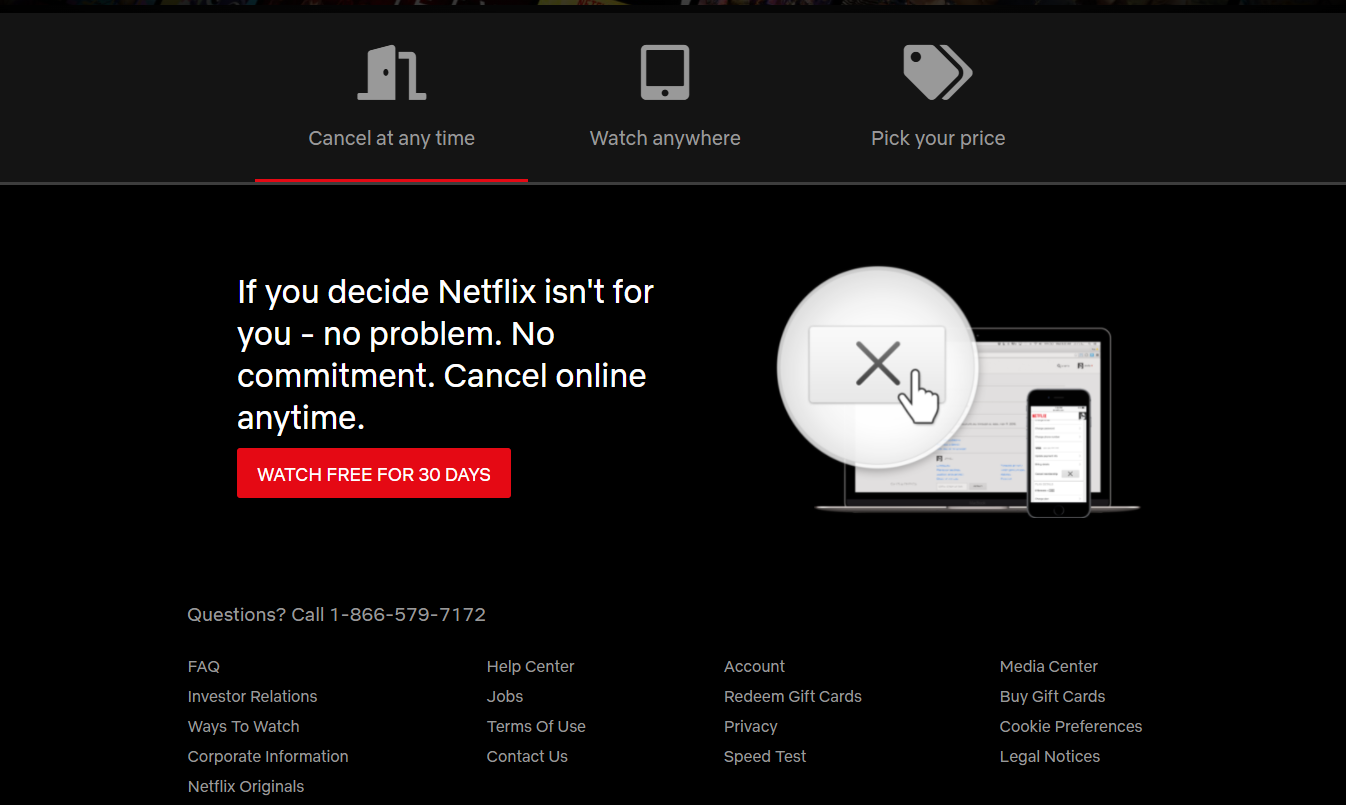 Cancel at any time
Watch anywhere
Pick your price
If you decide Netflix isn't for
you - no problem. No
commitment. Cancel online
anytime.
WATCH FREE FOR 30 DAYS
NETFLIX
Questions? Call 1-866-579-7172
FAQ
Help Center
Account
Media Center
Investor Relations
Jobs
Redeem Gift Cards
Buy Gift Cards
Ways To Watch
Terms Of Use
Privacy
Cookie Preferences
Corporate Information
Contact Us
Speed Test
Legal Notices
Netflix Originals